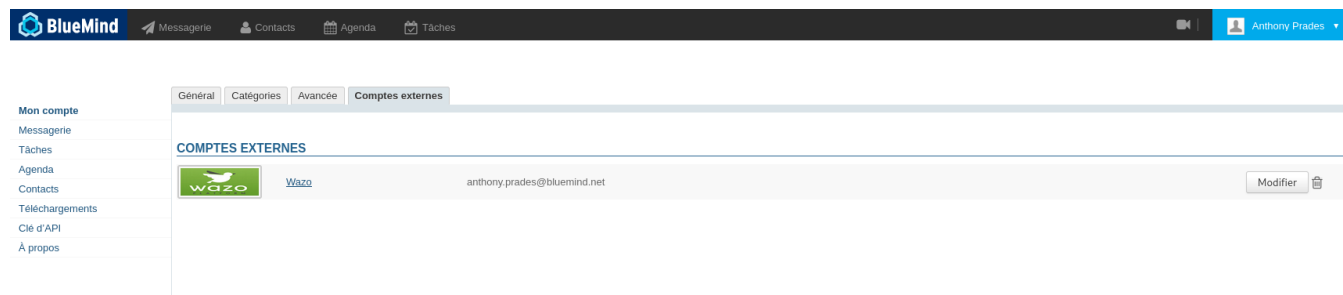 BlueMind Messagerie Contacts Agenda Tâches Anthony Prades
Général Catégories Avancée Comptes externes
Mon compte
Messagerie
Tâches
Agenda
Contacts
Téléchargements
Clé d'API
À propos
COMPTES EXTERNES
wazo Wazo anthony.prades@bluemind.net Modifier